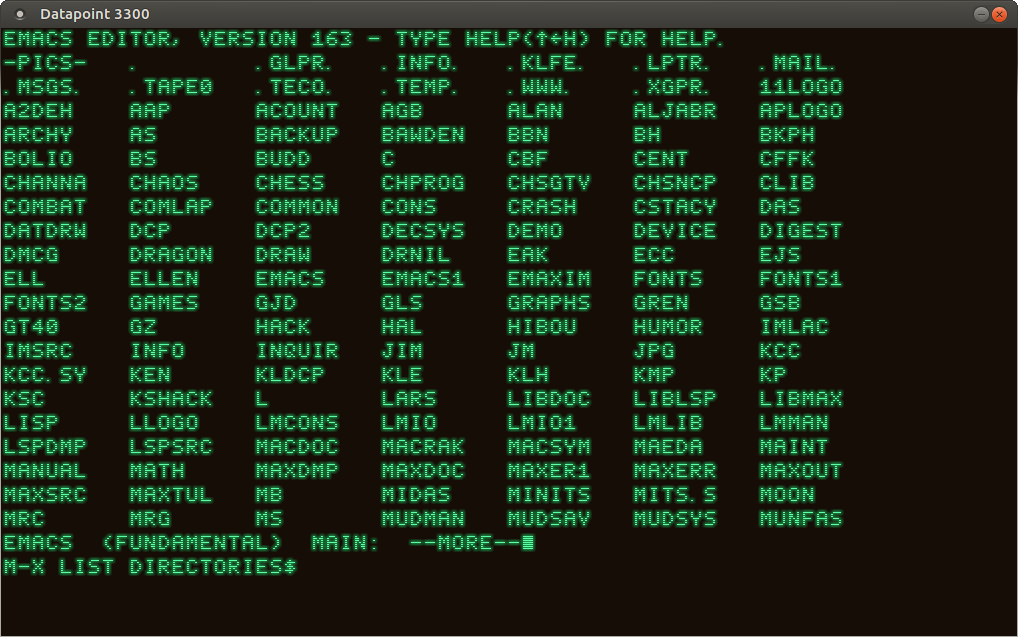 Datapoint 3300
EMACS EDITOR, VERSION 163 - TYPE HELP(↑←H) FOR HELP.
-PICS- . .GLPR. .INFO. .KLFE. .LPTR. .MAIL.
.MSGS. .TAPE0 .TECO. .TEMP. .WWW. .XGPR. 11LOGO
A2DEH AAP ACOUNT AGB ALAN ALJABR APLOGO
ARCHY AS BACKUP BAWDEN BBN BH BKPH
BOLIO BS BUDD C CBF CENT CFFK
CHANNA CHAOS CHESS CHPROG CHSGTV CHSNCP CLIB
COMBAT COMLAP COMMON CONS CRASH CSTACY DAS
DATDRW DCP DCP2 DECSYS DEMO DEVICE DIGEST
DMCG DRAGON DRAW DRNIL EAK ECC EJS
ELL ELLEN EMACS EMACS1 EMAXIM FONTS FONTS1
FONTS2 GAMES GJD GLS GRAPHS GREN GSB
GT40 GZ HACK HAL HIBOU HUMOR IMLAC
IMSRC INFO INQUIR JIM JM JPG KCC
KCC.SY KEN KLDCP KLE KLH KMP KP
KSC KSHACK L LARS LIBDOC LIBLSP LIBMAX
LISP LLOGO LMCONS LMIO LMIO1 LMLIB LMMAN
LSPDMP LSPSRC MACDOC MACRAK MACSYM MAEDA MAINT
MANUAL MATH MAXDMP MAXDOC MAXER1 MAXERR MAXOUT
MAXSRC MAXTUL MB MIDAS MINITS MITS.S MOON
MRC MRG MS MUDMAN MUDSAV MUDSYS MUNFAS
EMACS (FUNDAMENTAL) MAIN: --MORE--
M-X LIST DIRECTORIES$